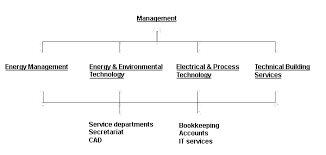 Management
Energy Management
Energy & Environmental
Technology
Electrical & Process
Technology
Technical Building
Services
Service departments
Secretariat
CAD
Bookkeeping
Accounts
IT services